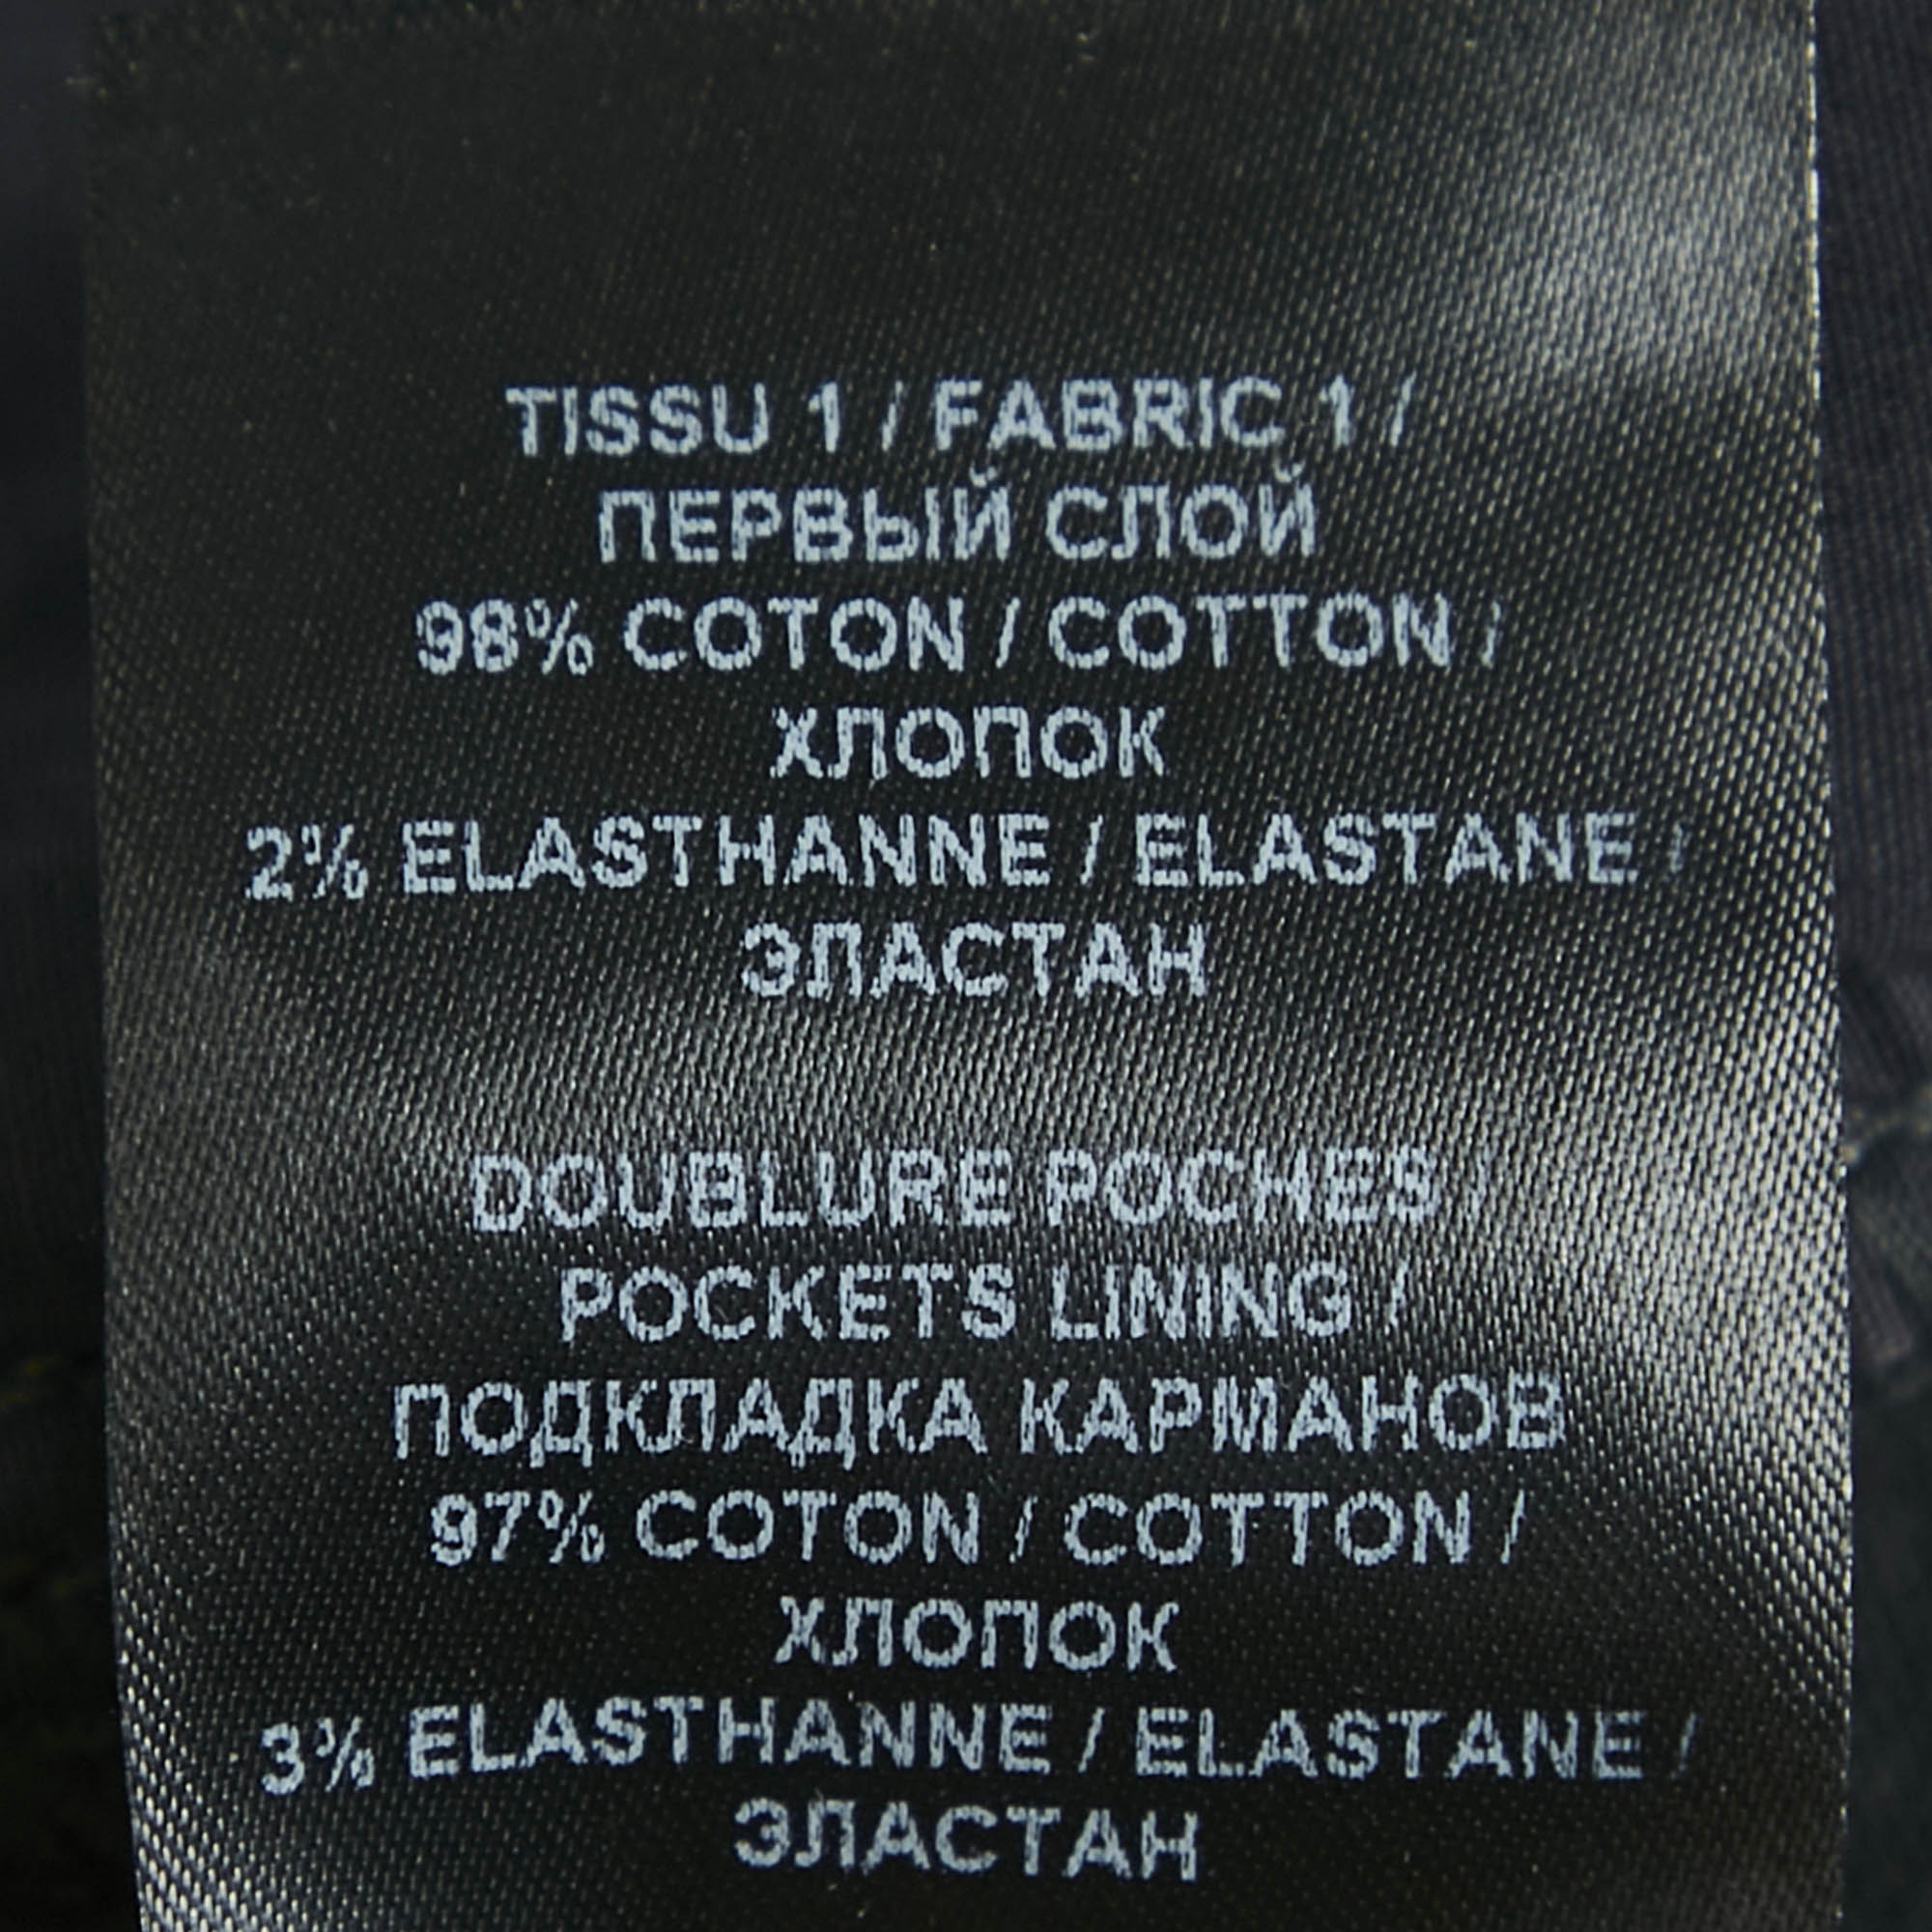 TISSU 1 / FABRIC 1 /
ПЕРВЫЙ СЛОЙ
98% COTON / COTTON /
ХЛОПОК
2% ELASTHANNE / ELASTANE /
ЭЛАСТАН
DOUBLURE POCHES /
POCKETS LINING /
ПОДКЛАДКА КАРМАНОВ
97% COTON / COTTON /
ХЛОПОК
3% ELASTHANNE / ELASTANE /
ЭЛАСТАН